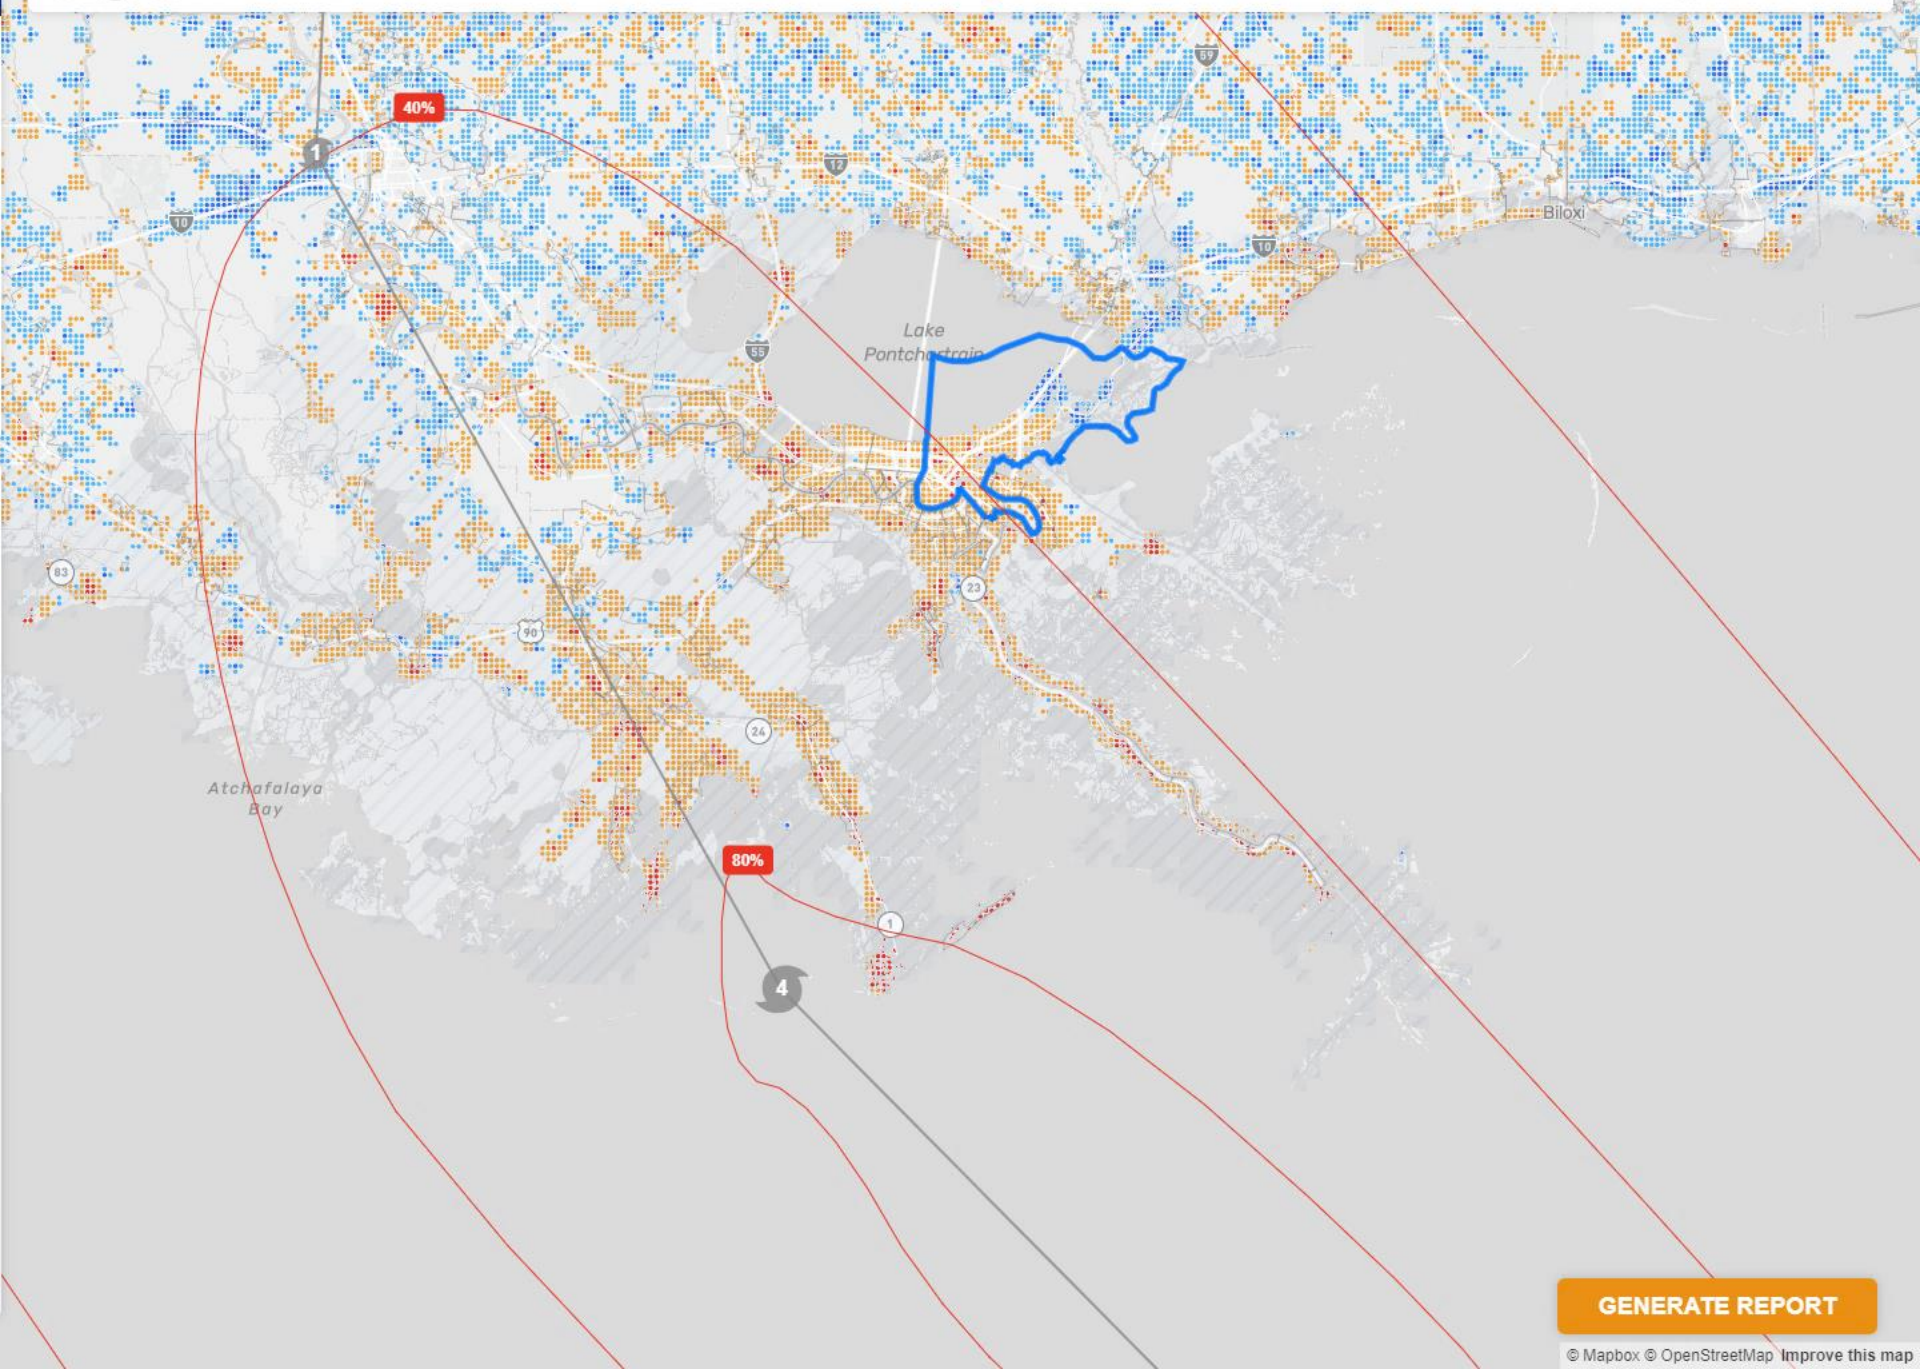 59
40%
1
12
10
Biloxi
10
Lake
Pontchartrain
55
83
23
90
24
Atchafalaya
Bay
80%
1
4
GENERATE REPORT
© Mapbox © OpenStreetMap Improve this map